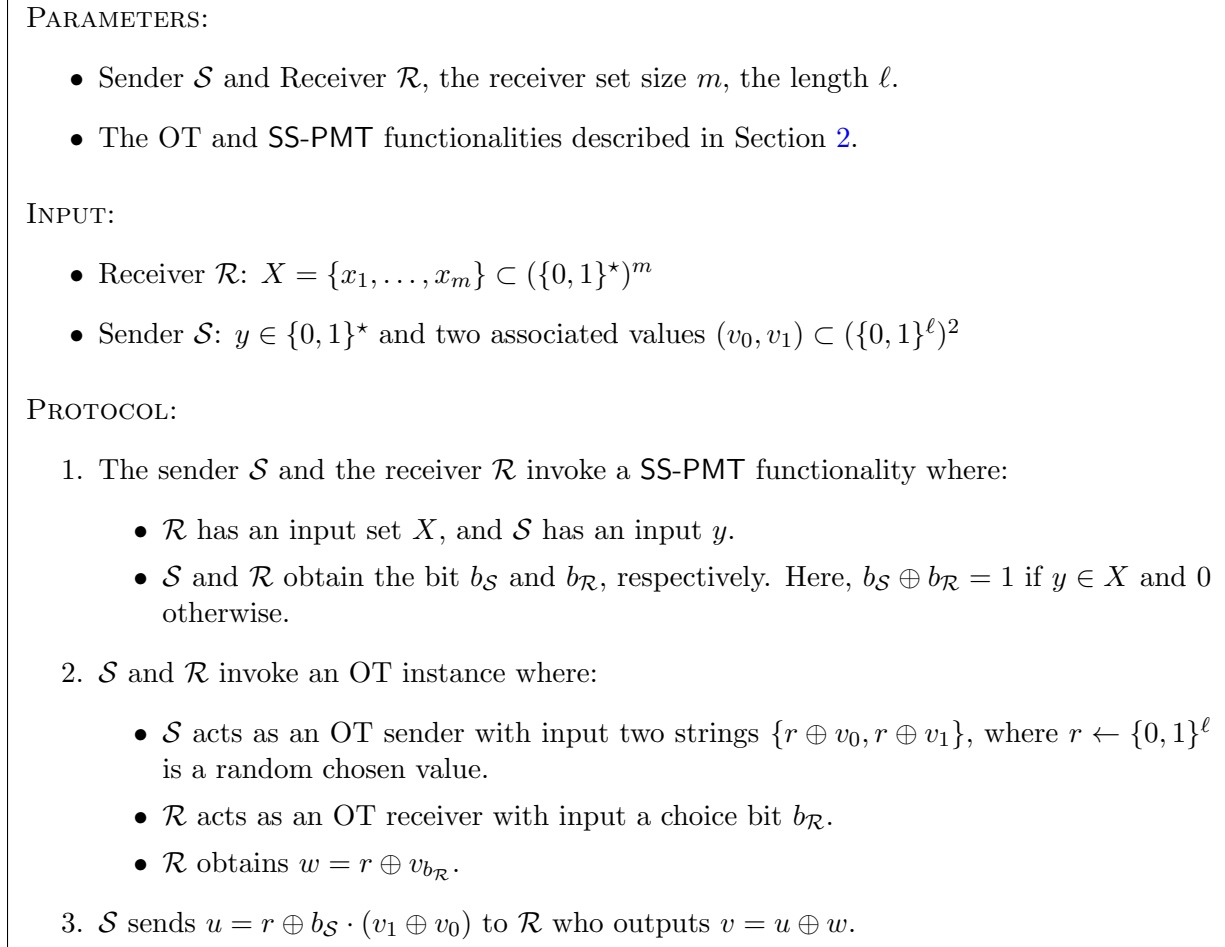 PARAMETERS:
• Sender 𝒮 and Receiver ℛ, the receiver set size m, the length ℓ.
• The OT and SS-PMT functionalities described in Section 2.
INPUT:
• Receiver ℛ: X = {x₁, . . . , xₘ} ⊂ ({0, 1}⋆)ᵐ
• Sender 𝒮: y ∈ {0, 1}⋆ and two associated values (v₀, v₁) ⊂ ({0, 1}^ℓ)²
PROTOCOL:
1. The sender 𝒮 and the receiver ℛ invoke a SS-PMT functionality where:
• ℛ has an input set X, and 𝒮 has an input y.
• 𝒮 and ℛ obtain the bit b_𝒮 and b_ℛ, respectively. Here, b_𝒮 ⊕ b_ℛ = 1 if y ∈ X and 0
otherwise.
2. 𝒮 and ℛ invoke an OT instance where:
• 𝒮 acts as an OT sender with input two strings {r ⊕ v₀, r ⊕ v₁}, where r ← {0, 1}^ℓ
is a random chosen value.
• ℛ acts as an OT receiver with input a choice bit b_ℛ.
• ℛ obtains w = r ⊕ v_{b_ℛ}.
3. 𝒮 sends u = r ⊕ b_𝒮 · (v₁ ⊕ v₀) to ℛ who outputs v = u ⊕ w.